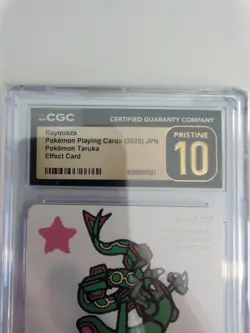 CGC
CERTIFIED GUARANTY COMPANY
Rayquaza
Pokémon Playing Cards (2025) JPN
Pokémon Taruka
Effect Card
PRISTINE
10